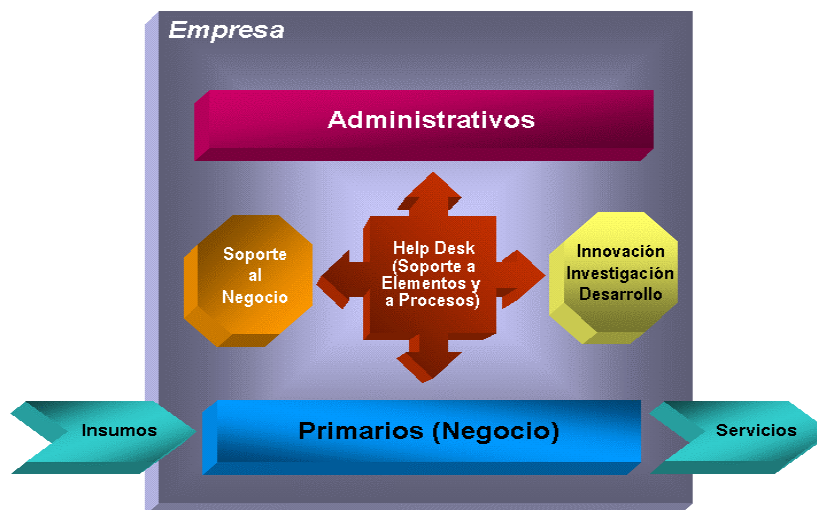 Empresa
Administrativos
Soporte
al
Negocio
Help Desk
(Soporte a
Elementos y
a Procesos)
Innovación
Investigación
Desarrollo
Insumos
Primarios (Negocio)
Servicios